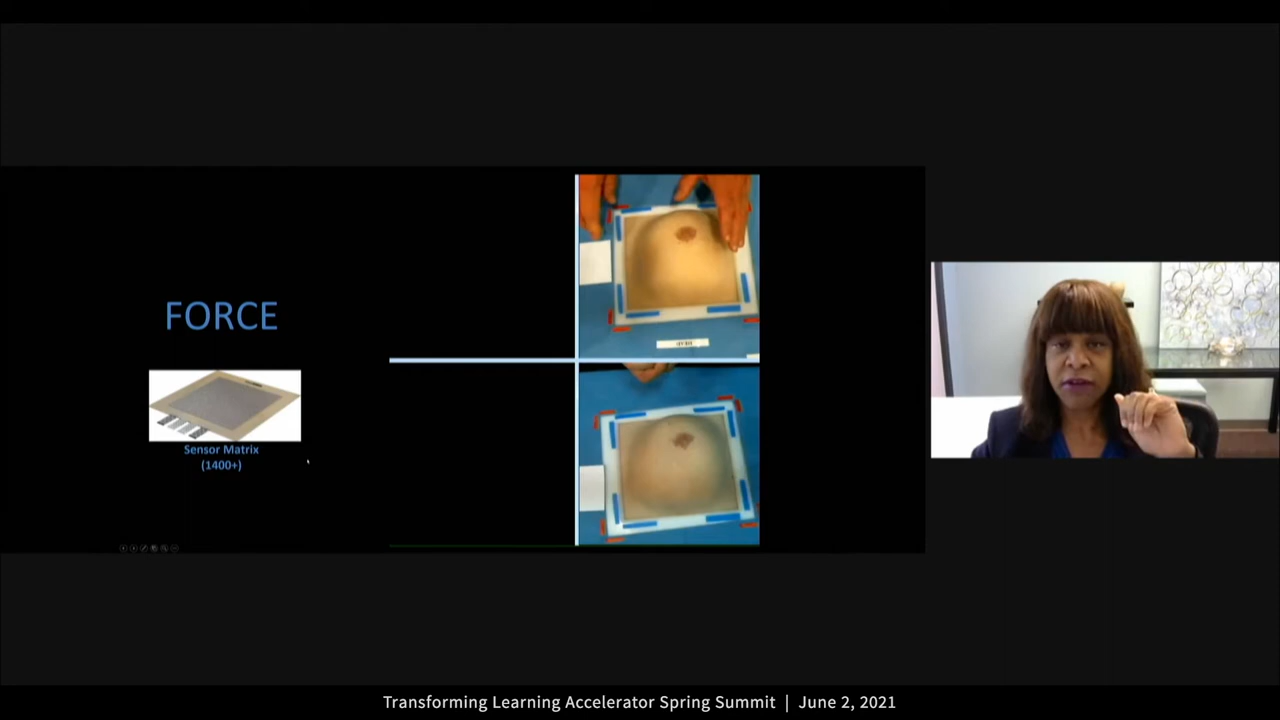 FORCE
Sensor Matrix
(1400+)
Transforming Learning Accelerator Spring Summit | June 2, 2021